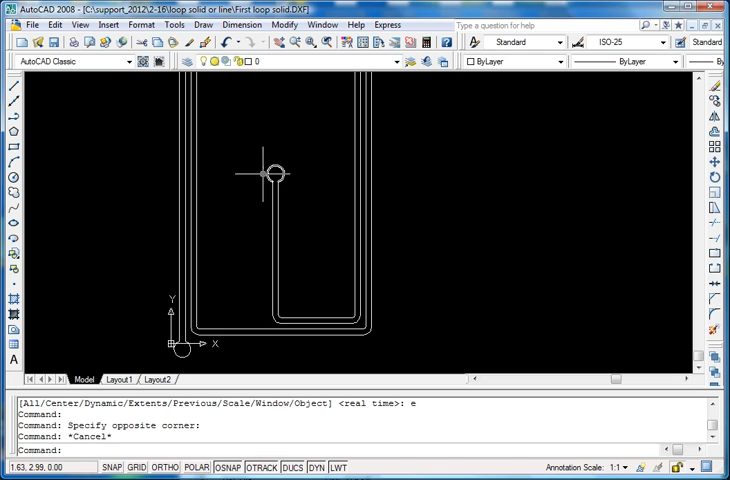 AutoCAD 2008 - [C:\support_2012\2-16\loop solid or line\First loop solid.DXF]
File Edit View Insert Format Tools Draw Dimension Modify Window Help Express
Type a question for help
Standard ISO-25 Standard
AutoCAD Classic 0 ByLayer ByLayer ByL
Y
X
Model Layout1 Layout2
[All/Center/Dynamic/Extents/Previous/Scale/Window/Object] <real time>: e
Command:
Command: Specify opposite corner:
Command: *Cancel*
Command:
1.63, 2.99, 0.00 SNAP GRID ORTHO POLAR OSNAP OTRACK DUCS DYN LWT Annotation Scale: 1:1